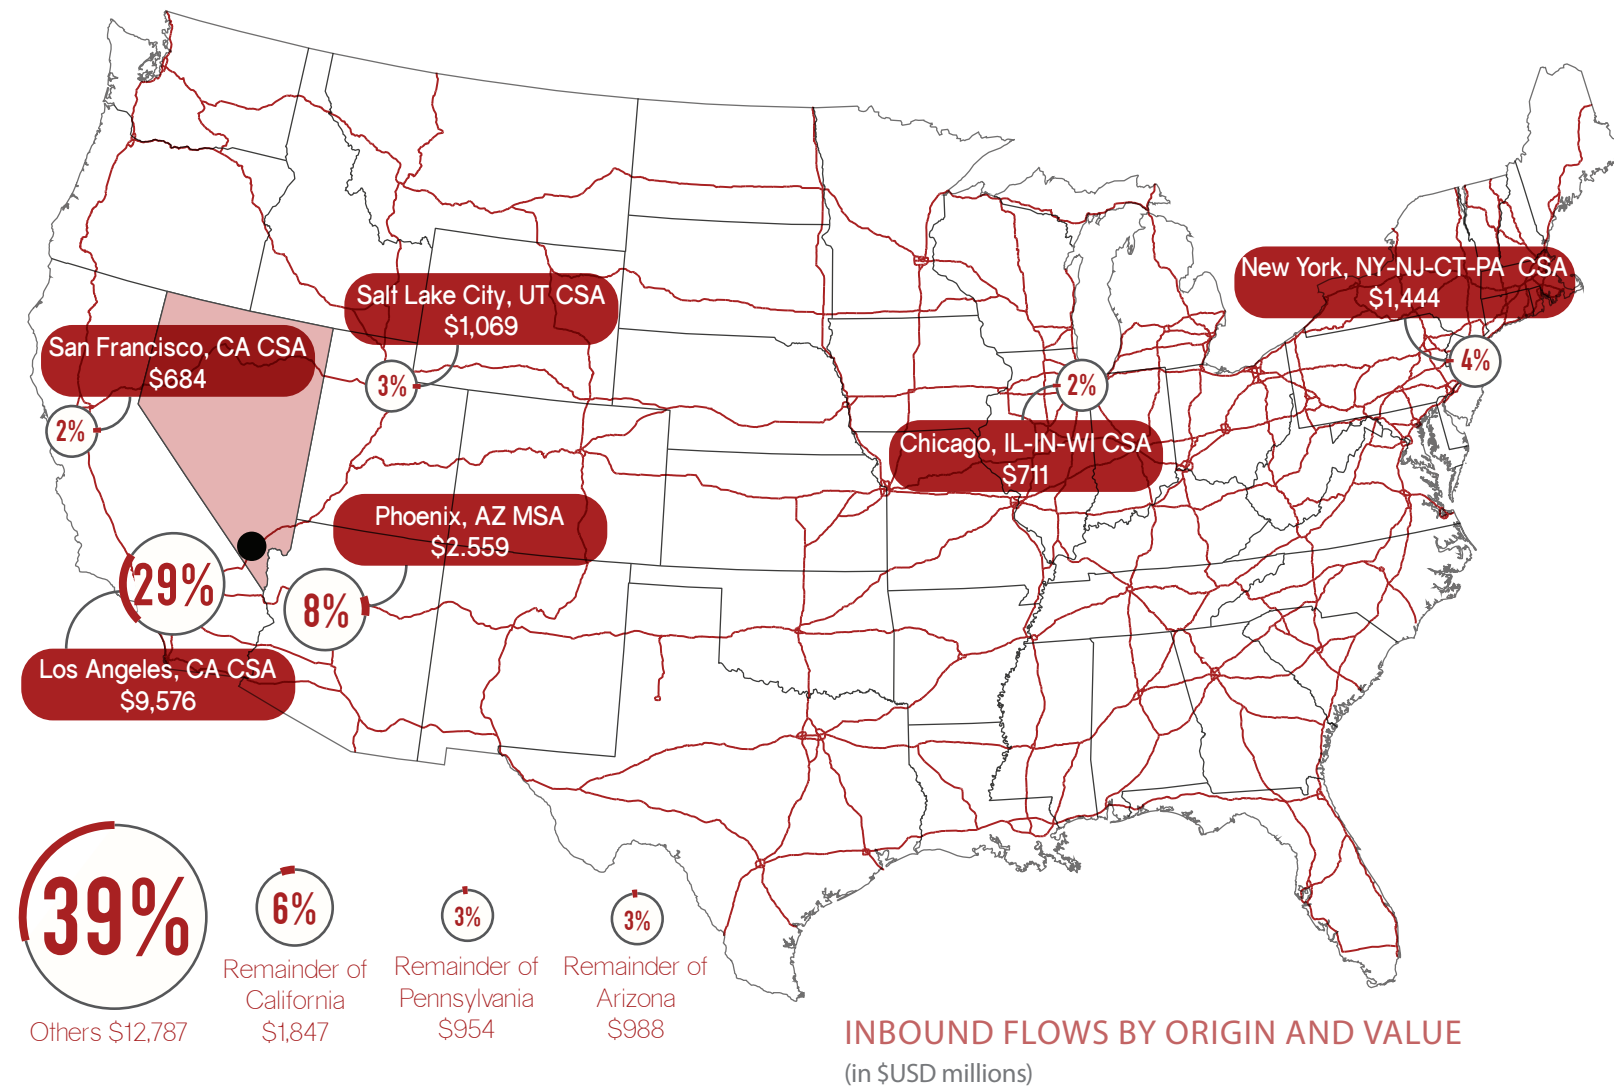 New York, NY-NJ-CT-PA CSA
$1,444
4%
Salt Lake City, UT CSA
$1,069
3%
San Francisco, CA CSA
$684
2%
2%
Chicago, IL-IN-WI CSA
$711
Phoenix, AZ MSA
$2.559
8%
29%
Los Angeles, CA CSA
$9,576
39%
Others $12,787
6%
Remainder of
California
$1,847
3%
Remainder of
Pennsylvania
$954
3%
Remainder of
Arizona
$988
INBOUND FLOWS BY ORIGIN AND VALUE
(in $USD millions)